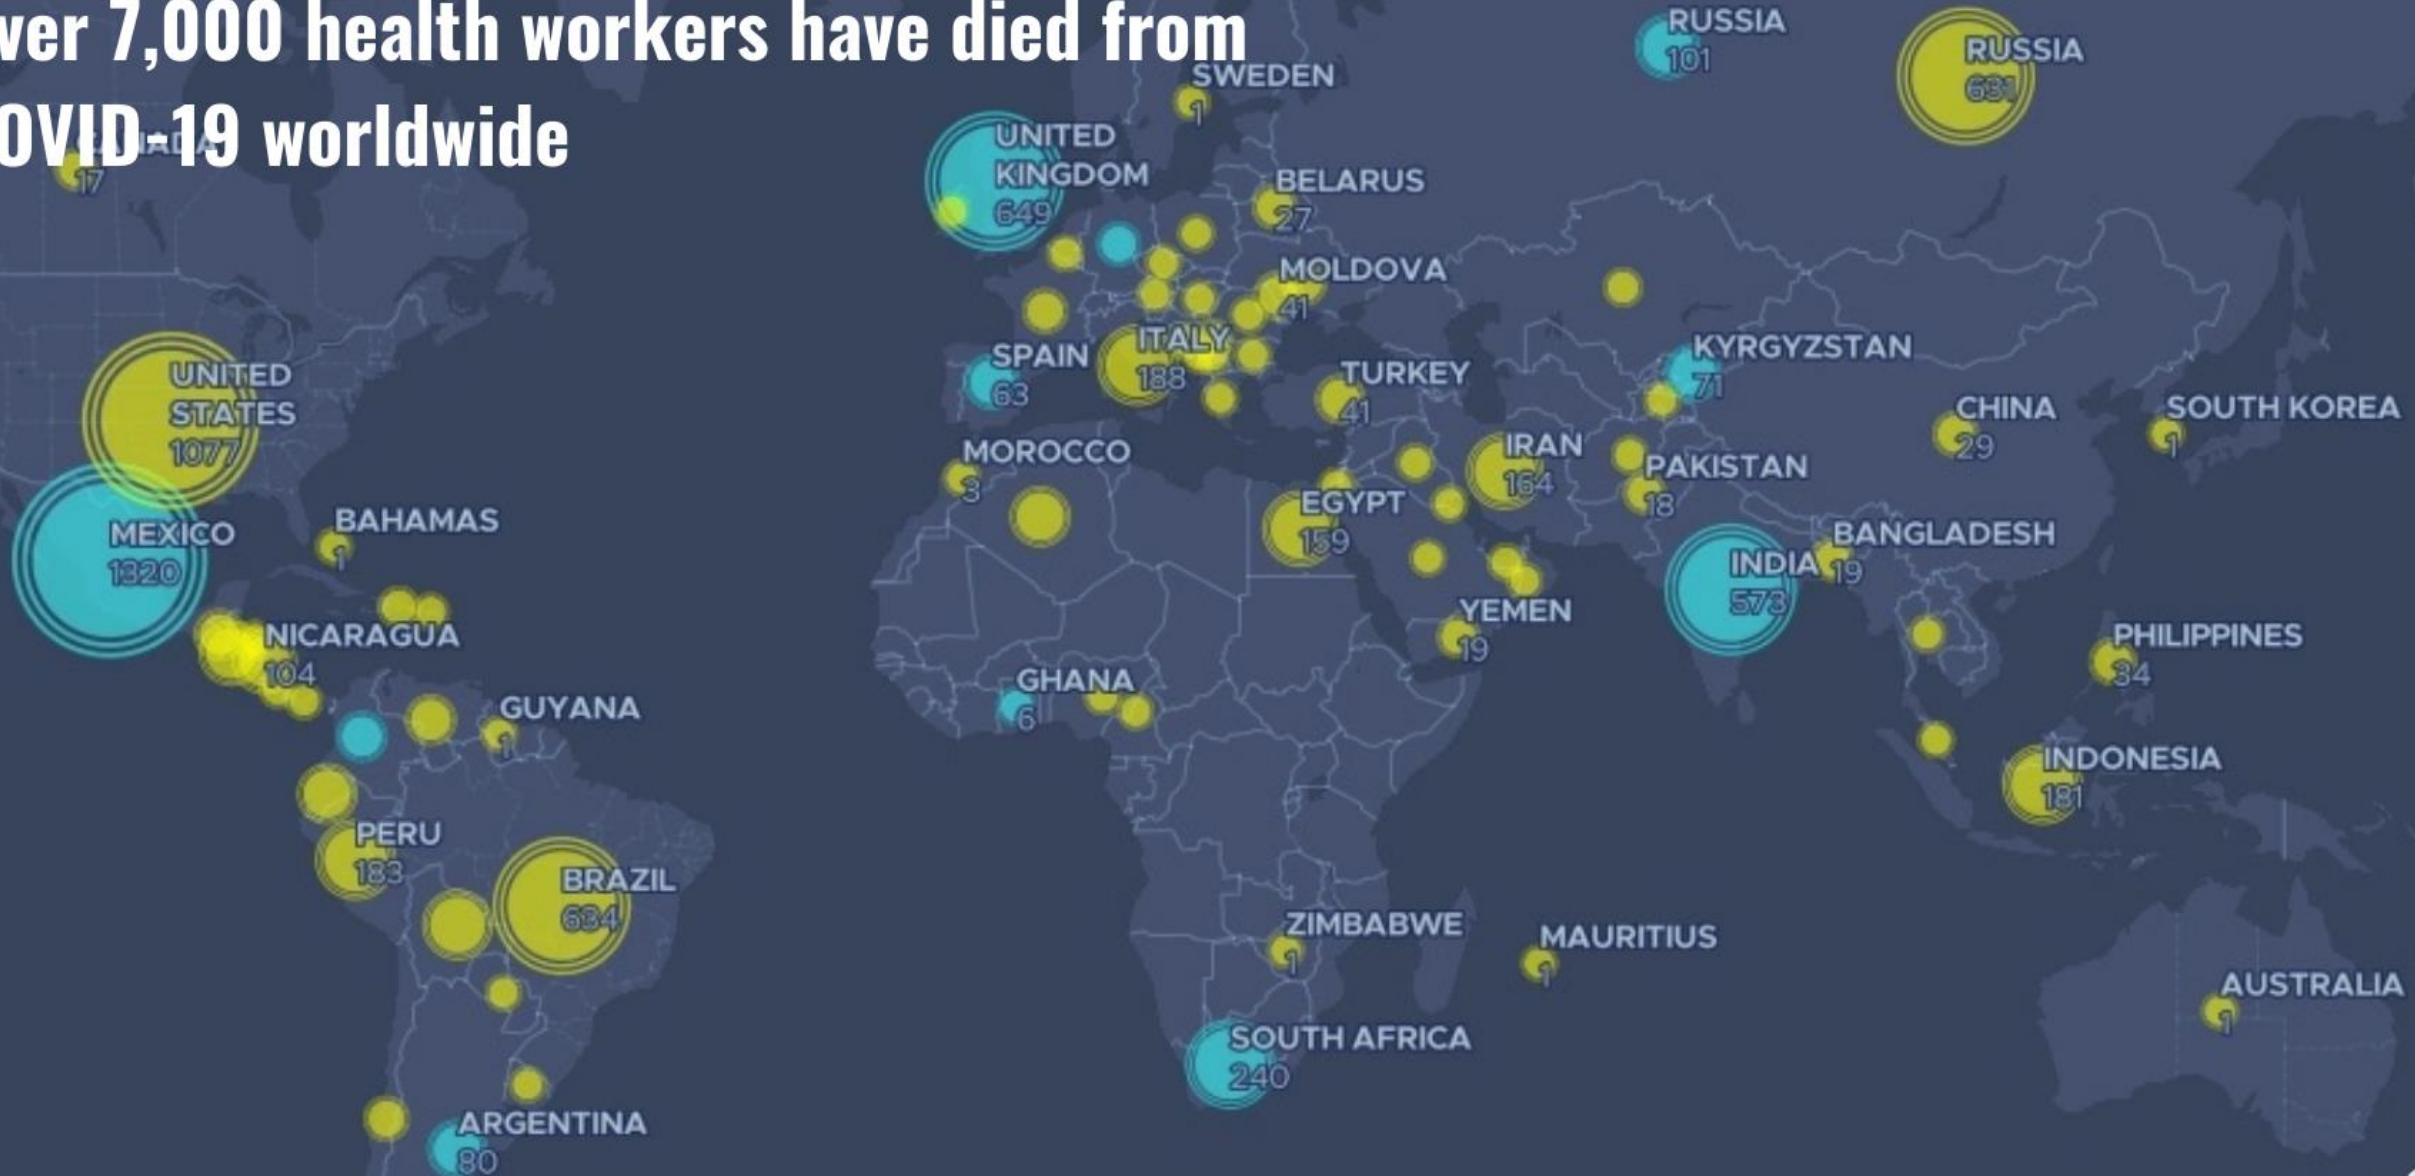 ver 7,000 health workers have died from
OVID-19 worldwide
CANADA
17
RUSSIA
101
RUSSIA
631
SWEDEN
1
UNITED
KINGDOM
649
BELARUS
27
MOLDOVA
41
UNITED
STATES
1077
SPAIN
63
ITALY
188
TURKEY
41
KYRGYZSTAN
71
CHINA
29
SOUTH KOREA
1
MOROCCO
3
IRAN
164
PAKISTAN
18
MEXICO
1320
BAHAMAS
1
EGYPT
159
INDIA
573
BANGLADESH
19
NICARAGUA
104
YEMEN
19
PHILIPPINES
34
GHANA
6
GUYANA
1
INDONESIA
181
PERU
183
BRAZIL
634
ZIMBABWE
1
MAURITIUS
1
AUSTRALIA
1
SOUTH AFRICA
240
ARGENTINA
80